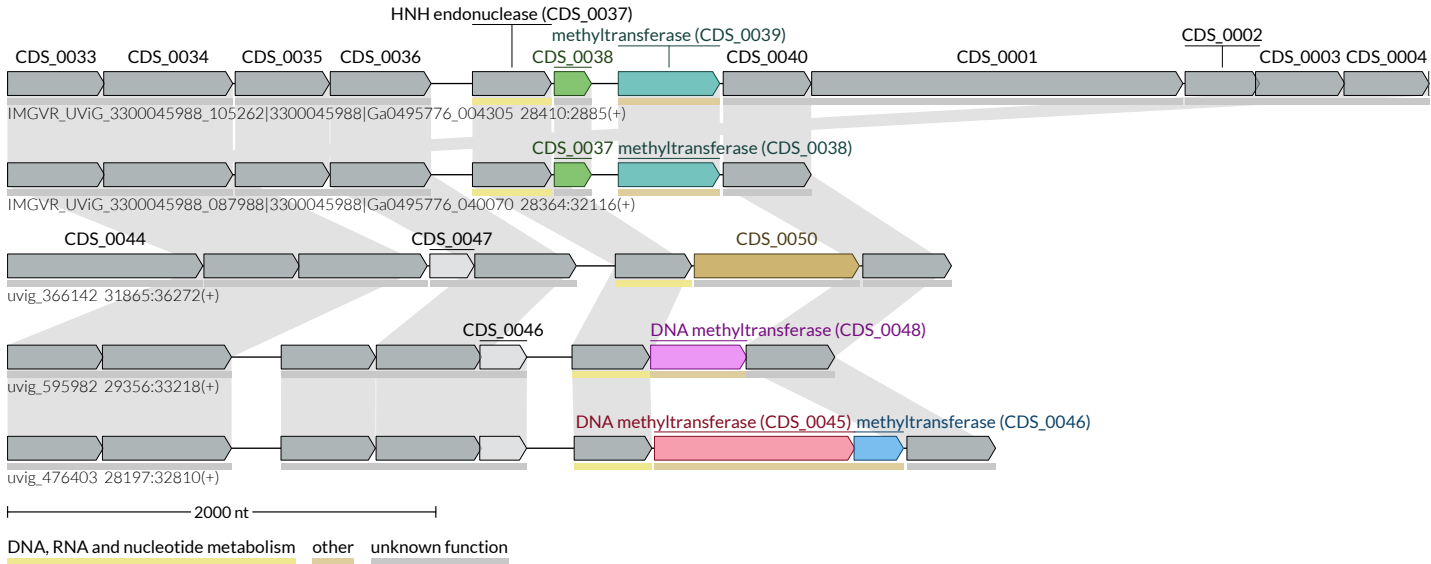 HNH endonuclease (CDS_0037)
methyltransferase (CDS_0039)
CDS_0002
CDS_0033 CDS_0034 CDS_0035 CDS_0036 CDS_0038 CDS_0040 CDS_0001 CDS_0003 CDS_0004
IMGVR_UViG_3300045988_105262|3300045988|Ga0495776_004305 28410:2885(+)
CDS_0037 methyltransferase (CDS_0038)
IMGVR_UViG_3300045988_087988|3300045988|Ga0495776_040070 28364:32116(+)
CDS_0044 CDS_0047 CDS_0050
uvig_366142 31865:36272(+)
CDS_0046 DNA methyltransferase (CDS_0048)
uvig_595982 29356:33218(+)
DNA methyltransferase (CDS_0045) methyltransferase (CDS_0046)
uvig_476403 28197:32810(+)
2000 nt
DNA, RNA and nucleotide metabolism other unknown function